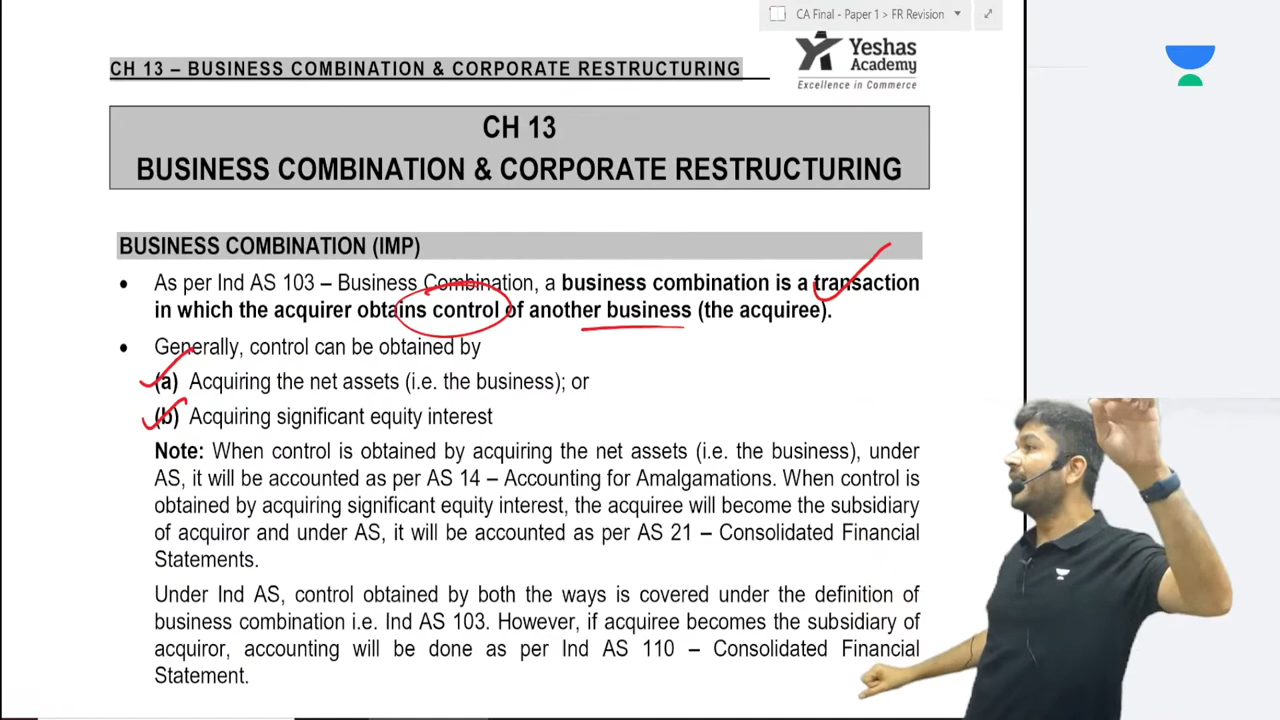 CA Final - Paper 1 > FR Revision
Yeshas
Academy
Excellence in Commerce
CH 13 – BUSINESS COMBINATION & CORPORATE RESTRUCTURING
CH 13
BUSINESS COMBINATION & CORPORATE RESTRUCTURING
BUSINESS COMBINATION (IMP)
• As per Ind AS 103 – Business Combination, a business combination is a transaction
in which the acquirer obtains control of another business (the acquiree).
• Generally, control can be obtained by
(a) Acquiring the net assets (i.e. the business); or
(b) Acquiring significant equity interest
Note: When control is obtained by acquiring the net assets (i.e. the business), under
AS, it will be accounted as per AS 14 – Accounting for Amalgamations. When control is
obtained by acquiring significant equity interest, the acquiree will become the subsidiary
of acquiror and under AS, it will be accounted as per AS 21 – Consolidated Financial
Statements.
Under Ind AS, control obtained by both the ways is covered under the definition of
business combination i.e. Ind AS 103. However, if acquiree becomes the subsidiary of
acquiror, accounting will be done as per Ind AS 110 – Consolidated Financial
Statement.